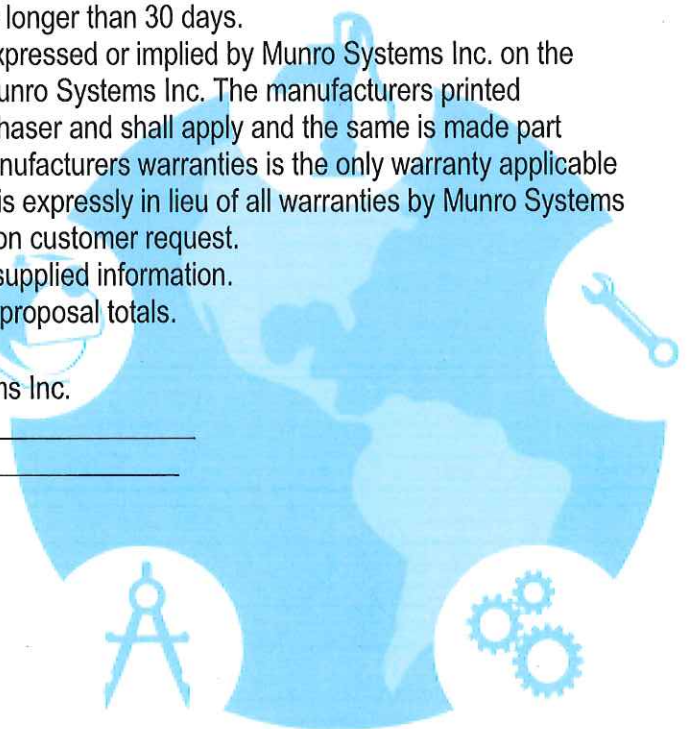 longer than 30 days.
xpressed or implied by Munro Systems Inc. on the
unro Systems Inc. The manufacturers printed
haser and shall apply and the same is made part
nufacturers warranties is the only warranty applicable
is expressly in lieu of all warranties by Munro Systems
on customer request.
supplied information.
proposal totals.
ns Inc.